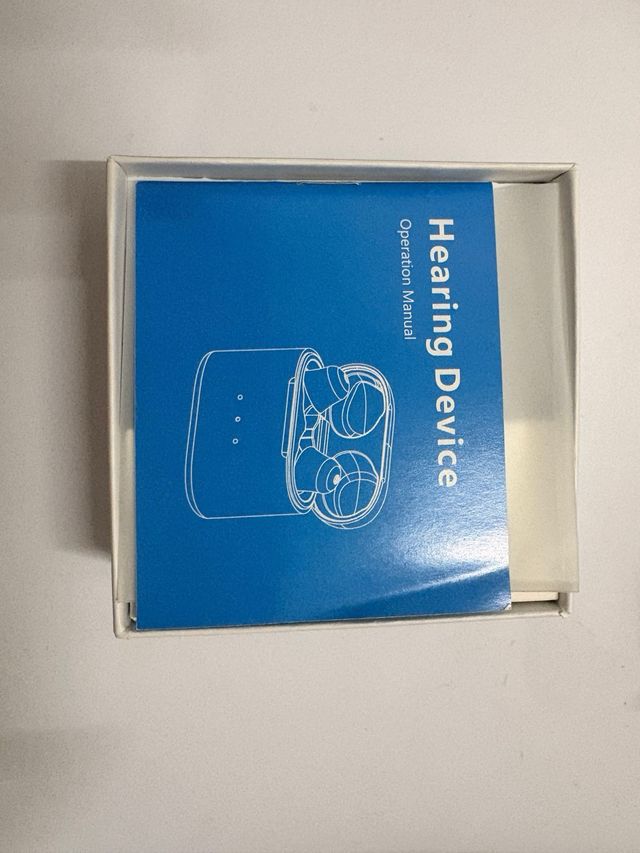 Hearing Device
Operation Manual